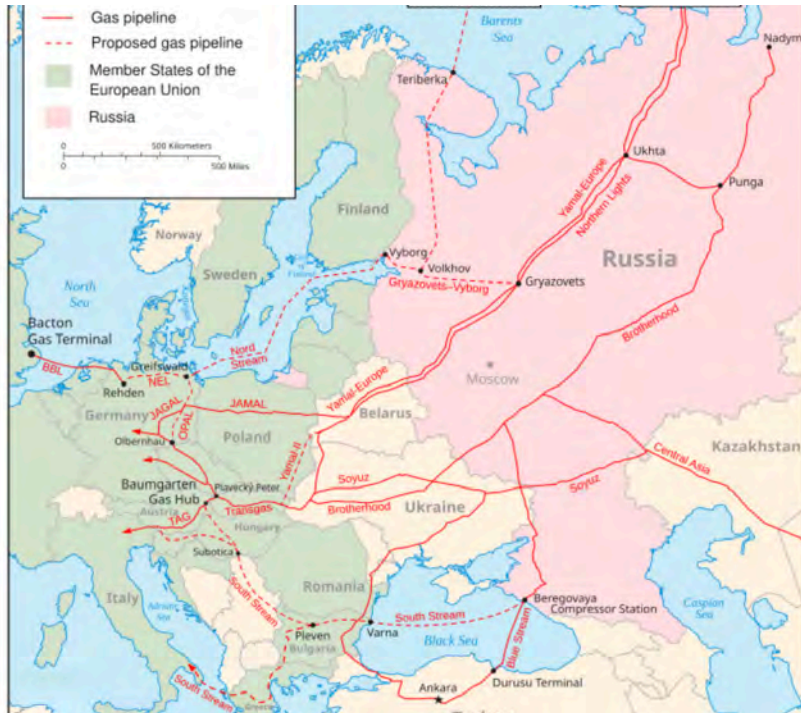 Gas pipeline
Proposed gas pipeline
Member States of the
European Union
Russia
0
500 Kilometers
0
500 Miles
Barents
Sea
Nadym
Teriberka
Ukhta
Yamal-Europe
Northern Lights
Punga
Finland
Norway
Sweden
Vyborg
Volkhov
Gryazovets–Vyborg
Gryazovets
Russia
North
Sea
Bacton
Gas Terminal
BBL
Greifswald
Nord
Stream
NEL
Rehden
Brotherhood
Moscow
Germany
JAGAL
OPAL
JAMAL
Yamal-Europe
Belarus
Olbernhau
Poland
Yamal-II
Kazakhstan
Central Asia
Baumgarten
Gas Hub
Plavecký Peter
Soyuz
Soyuz
Austria
Transgas
Brotherhood
Ukraine
TAG
Hungary
Subotica
Romania
Italy
Adriatic
Sea
South Stream
South Stream
Beregovaya
Compressor Station
Caspian
Sea
Pleven
Bulgaria
Varna
Black Sea
Blue Stream
South Stream
Greece
Ankara
Durusu Terminal